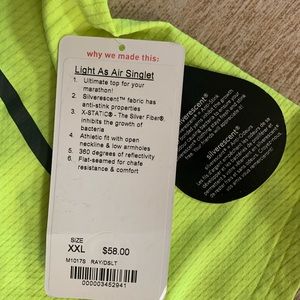 why we made this:
Light As Air Singlet
1. Ultimate top for your
marathon!
2. Silverescent™ fabric has
anti-stink properties
3. X-STATIC® - The Silver Fiber®,
inhibits the growth of
bacteria
4. Athletic fit with open
neckline & low armholes
5. 360 degrees of reflectivity
6. Flat-seamed for chafe
resistance & comfort
SIZE
XXL $58.00
M1017S RAY/DSLT
000003452941
silverescent®
silverescent®